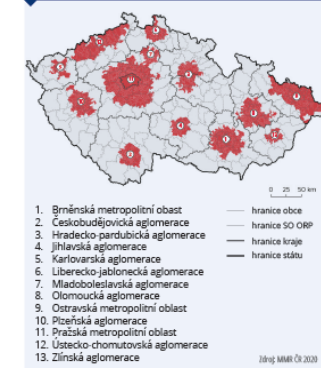 0 25 50 km
1. Brněnská metropolitní obast
2. Českobudějovická aglomerace
3. Hradecko-pardubická aglomerace
4. Jihlavská aglomerace
5. Karlovarská aglomerace
6. Liberecko-jablonecká aglomerace
7. Mladoboleslavská aglomerace
8. Olomoucká aglomerace
9. Ostravská metropolitní oblast
10. Plzeňská aglomerace
11. Pražská metropolitní oblast
12. Ústecko-chomutovská aglomerace
13. Zlínská aglomerace
hranice obce
hranice SO ORP
hranice kraje
hranice státu
Zdroj: MMR ČR 2020